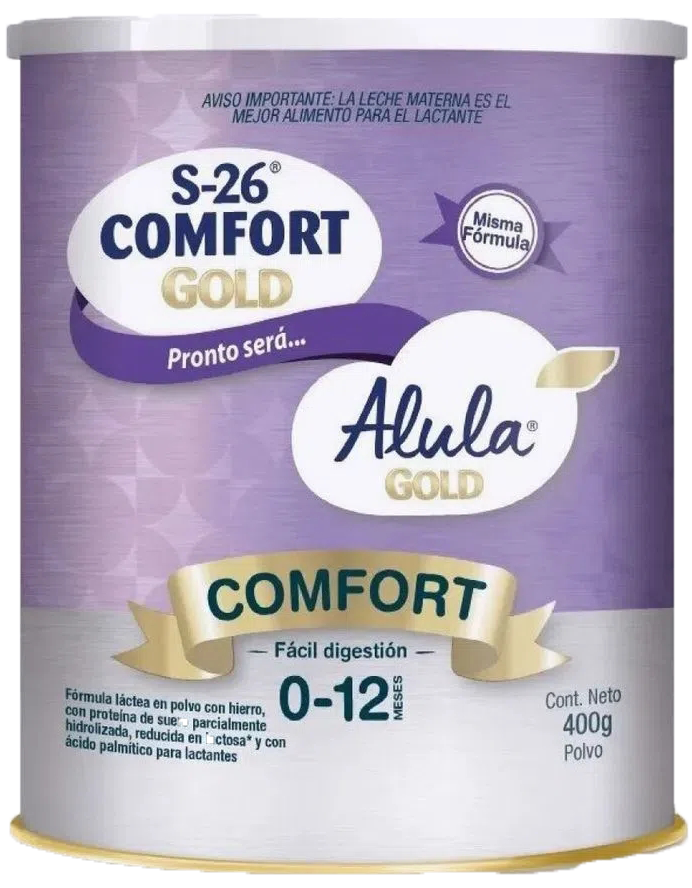 AVISO IMPORTANTE: LA LECHE MATERNA ES EL
MEJOR ALIMENTO PARA EL LACTANTE
S-26®
COMFORT
GOLD
Misma
Fórmula
Pronto será...
Alula®
GOLD
COMFORT
Fácil digestión
0-12 MESES
Fórmula láctea en polvo con hierro,
con proteína de parcialmente
hidrolizada, reducida en y con
ácido palmítico para lactantes
Cont. Neto
400g
Polvo